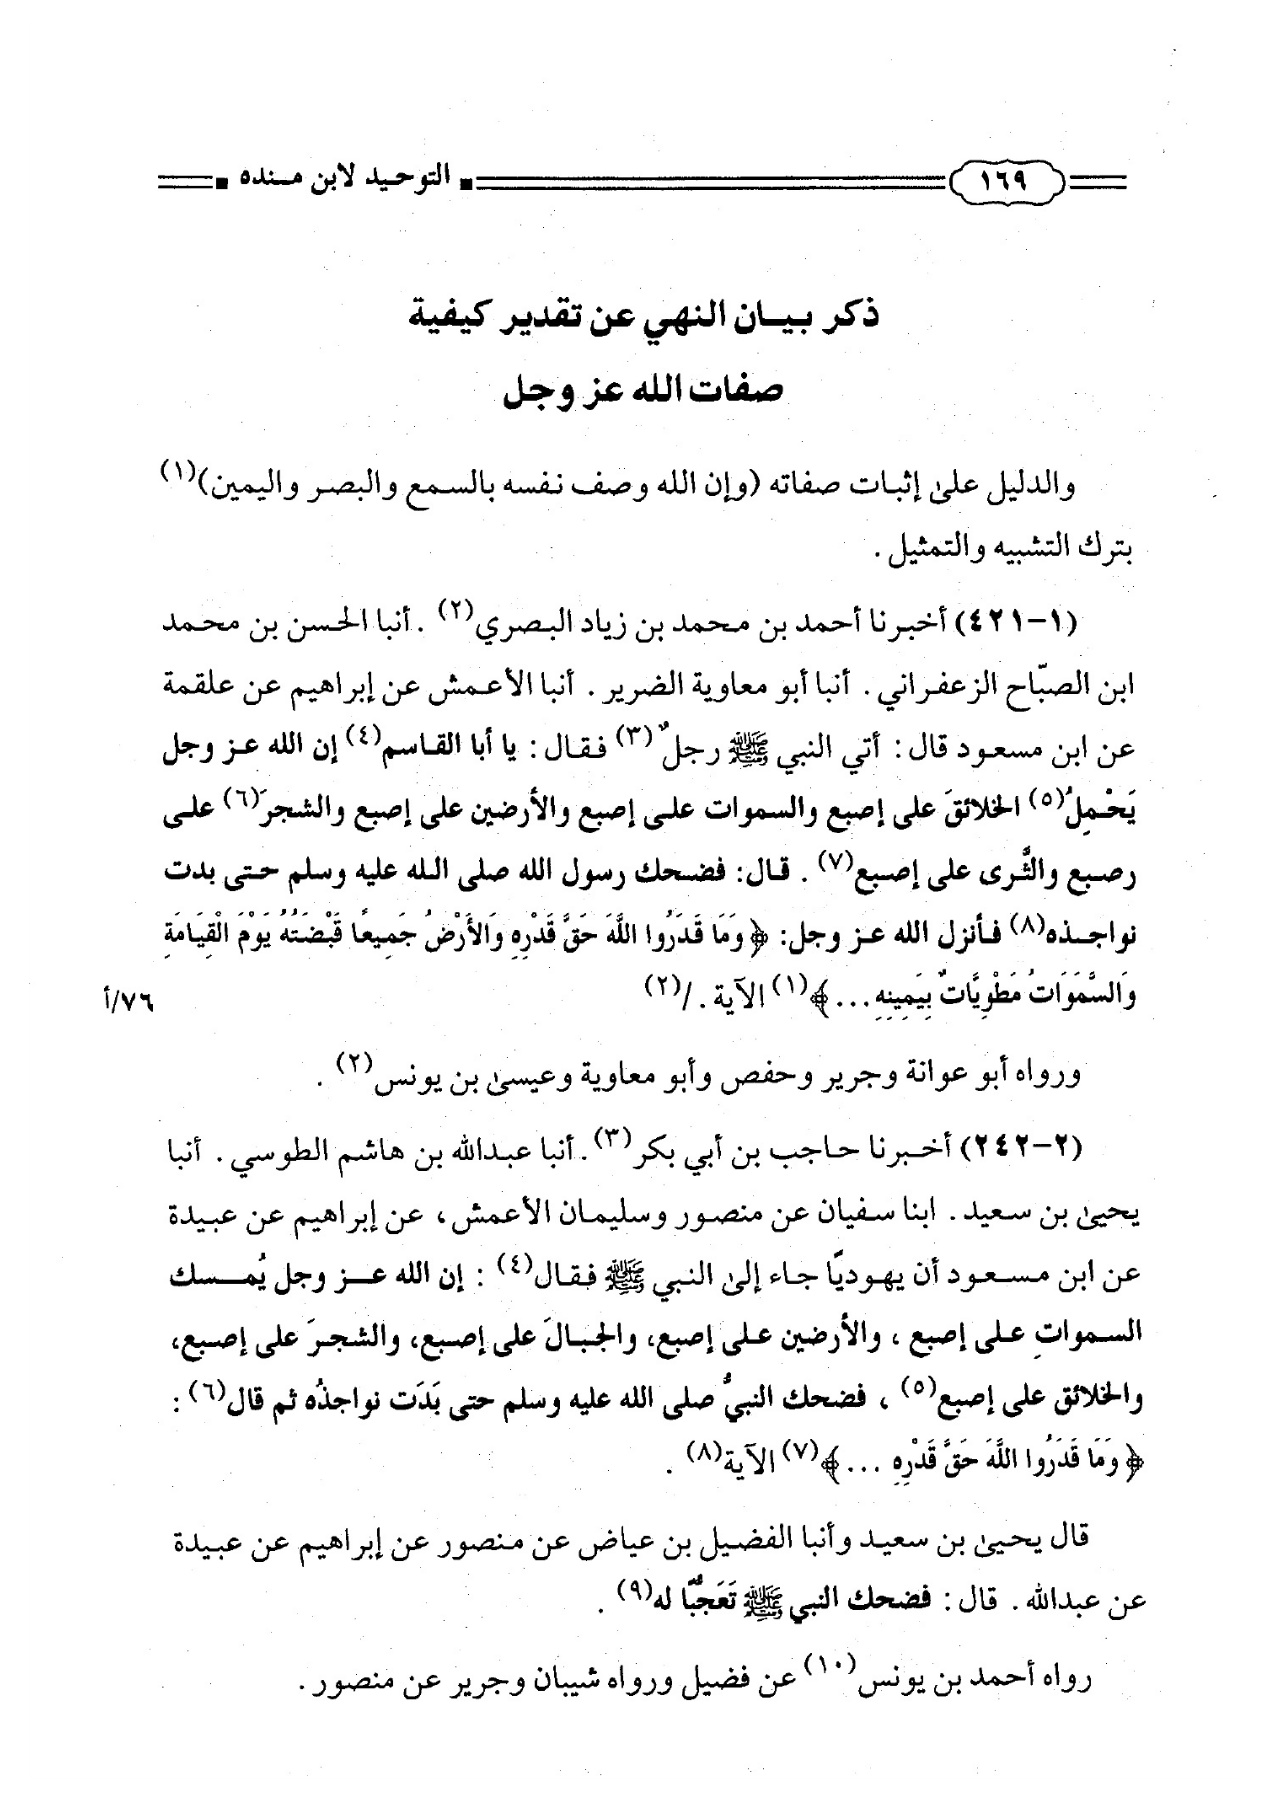 ١٦٩ التوحيد لابن منده
ذكر بيان النهي عن تقدير كيفية
صفات الله عز وجل
والدليل على إثبات صفاته (وإن الله وصف نفسه بالسمع والبصر واليمين)(١)
بترك التشبيه والتمثيل .
(١-٤٢١) أخبرنا أحمد بن محمد بن زياد البصري(٢) . أنبا الحسن بن محمد
ابن الصبّاح الزعفراني . أنبا أبو معاوية الضرير . أنبا الأعمش عن إبراهيم عن علقمة
عن ابن مسعود قال : أتي النبي ﷺ رجلٌ(٣) فقال : يا أبا القاسم(٤) إن الله عز وجل
يَحْمِلُ(٥) الخلائقَ على إصبع والسموات على إصبع والأرضين على إصبع والشجرَ(٦) على
رصبع والثَّرى على إصبع(٧) . قال: فضحك رسول الله صلى الله عليه وسلم حتى بدت
نواجذه(٨) فأنزل الله عز وجل: ﴿ وَمَا قَدَرُوا اللَّهَ حَقَّ قَدْرِهِ وَالأَرْضُ جَمِيعًا قَبْضَتُهُ يَوْمَ الْقِيَامَةِ
وَالسَّمَوَاتُ مَطْوِيَّاتٌ بِيَمِينِهِ ... ﴾(١) الآية ./(٢) ٧٦/أ
ورواه أبو عوانة وجرير وحفص وأبو معاوية وعيسى بن يونس(٢) .
(٢-٢٤٢) أخبرنا حاجب بن أبي بكر(٣) . أنبا عبدالله بن هاشم الطوسي . أنبا
يحيى بن سعيد . ابنا سفيان عن منصور وسليمان الأعمش ، عن إبراهيم عن عبيدة
عن ابن مسعود أن يهوديًا جاء إلى النبي ﷺ فقال(٤) : إن الله عز وجل يُمسك
السمواتِ على إصبع ، والأرضين على إصبع، والجبالَ على إصبع، والشجرَ على إصبع،
والخلائق على إصبع(٥) ، فضحك النبيُّ صلى الله عليه وسلم حتى بَدَت نواجذُه ثم قال(٦) :
﴿ وَمَا قَدَرُوا اللَّهَ حَقَّ قَدْرِهِ ... ﴾(٧) الآية(٨) .
قال يحيى بن سعيد وأنبا الفضيل بن عياض عن منصور عن إبراهيم عن عبيدة
عن عبدالله . قال : فضحك النبي ﷺ تَعَجُّبًا له(٩) .
رواه أحمد بن يونس(١٠) عن فضيل ورواه شيبان وجرير عن منصور .